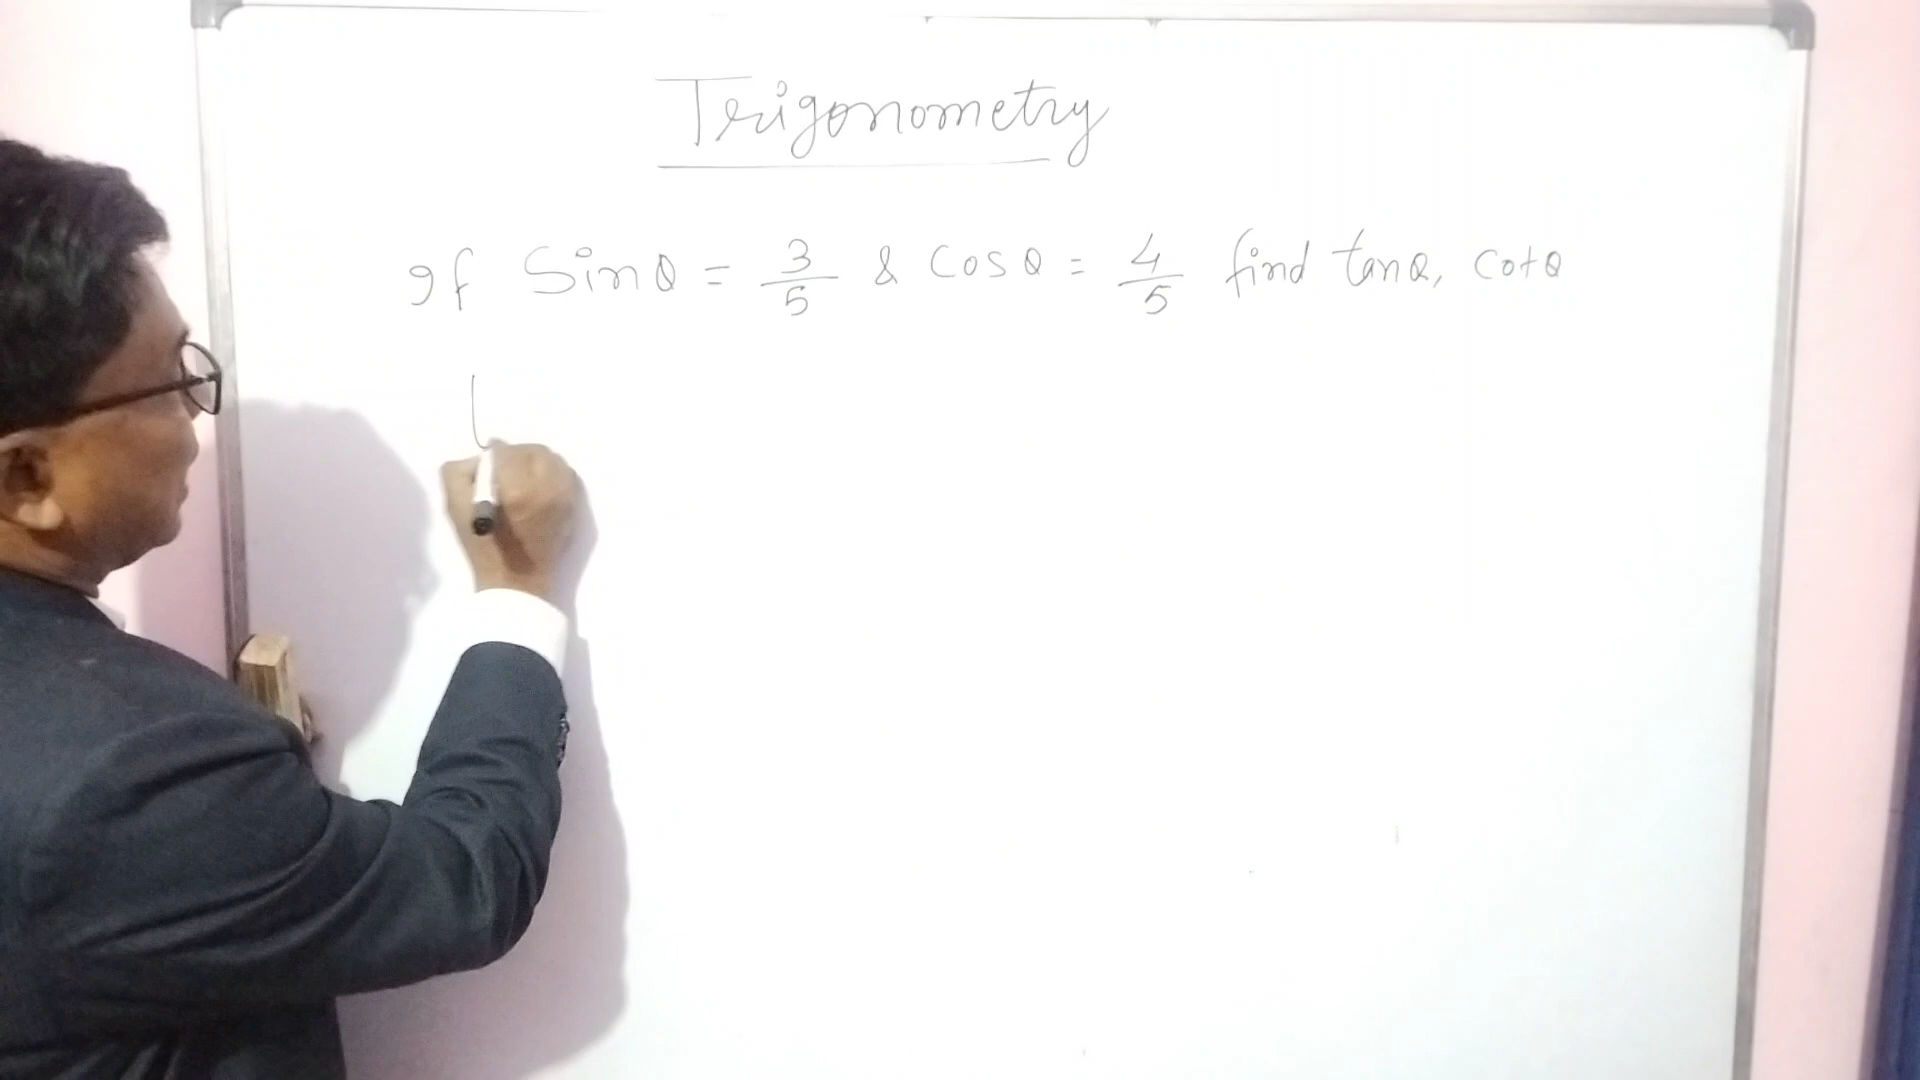 Trigonometry
If Sinθ = 3/5 & Cosθ = 4/5 find tanθ, Cotθ